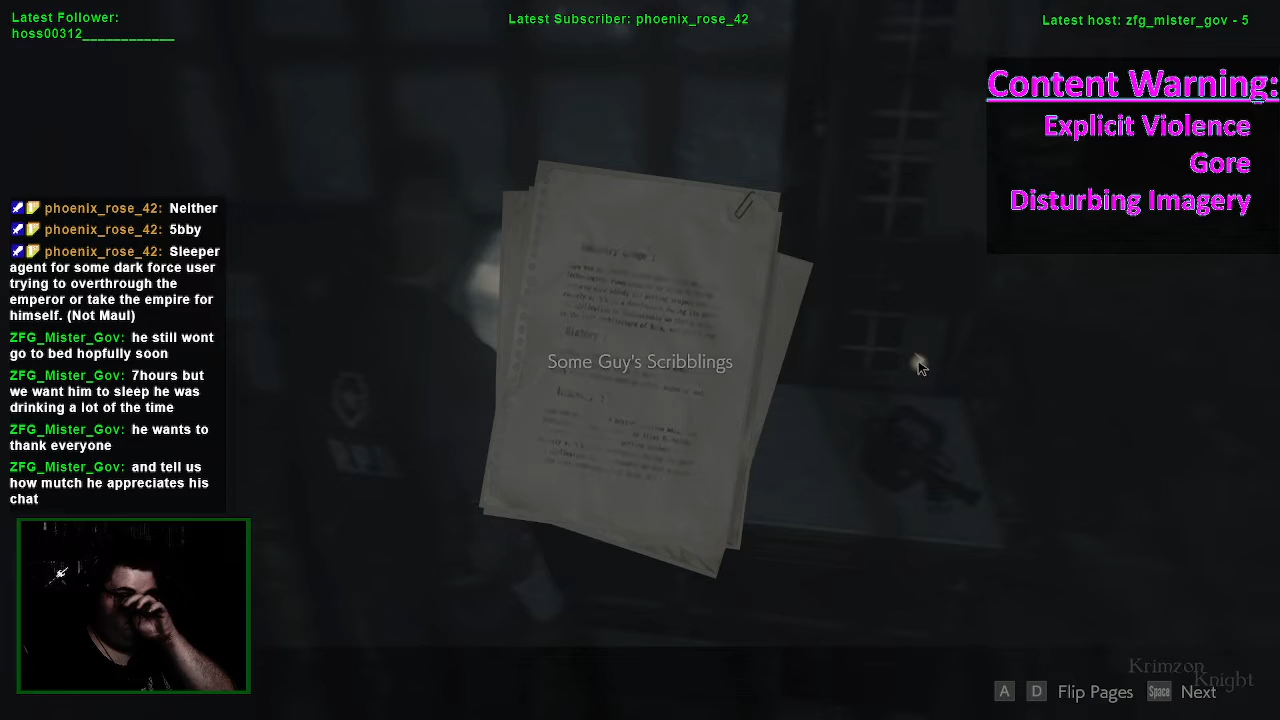 Latest Follower:
hoss00312____________
Latest Subscriber: phoenix_rose_42
Latest host: zfg_mister_gov - 5
Content Warning:
Explicit Violence
Gore
Disturbing Imagery
phoenix_rose_42: Neither
phoenix_rose_42: 5bby
phoenix_rose_42: Sleeper
agent for some dark force user
trying to overthrough the
emperor or take the empire for
himself. (Not Maul)
ZFG_Mister_Gov: he still wont
go to bed hopfully soon
ZFG_Mister_Gov: 7hours but
we want him to sleep he was
drinking a lot of the time
ZFG_Mister_Gov: he wants to
thank everyone
ZFG_Mister_Gov: and tell us
how mutch he appreciates his
chat
Some Guy's Scribblings
History
Krimzon
Knight
A D Flip Pages Space Next